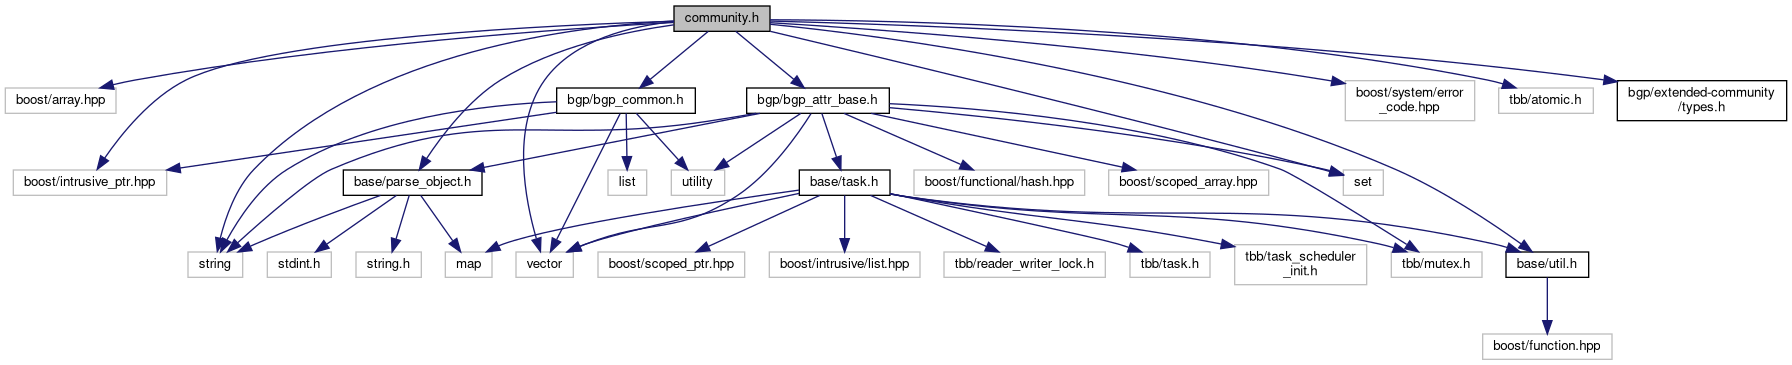 community.h
boost/array.hpp
bgp/bgp_common.h
bgp/bgp_attr_base.h
boost/system/error
_code.hpp
tbb/atomic.h
bgp/extended-community
/types.h
boost/intrusive_ptr.hpp
base/parse_object.h
list
utility
base/task.h
boost/functional/hash.hpp
boost/scoped_array.hpp
set
string
stdint.h
string.h
map
vector
boost/scoped_ptr.hpp
boost/intrusive/list.hpp
tbb/reader_writer_lock.h
tbb/task.h
tbb/task_scheduler
_init.h
tbb/mutex.h
base/util.h
boost/function.hpp